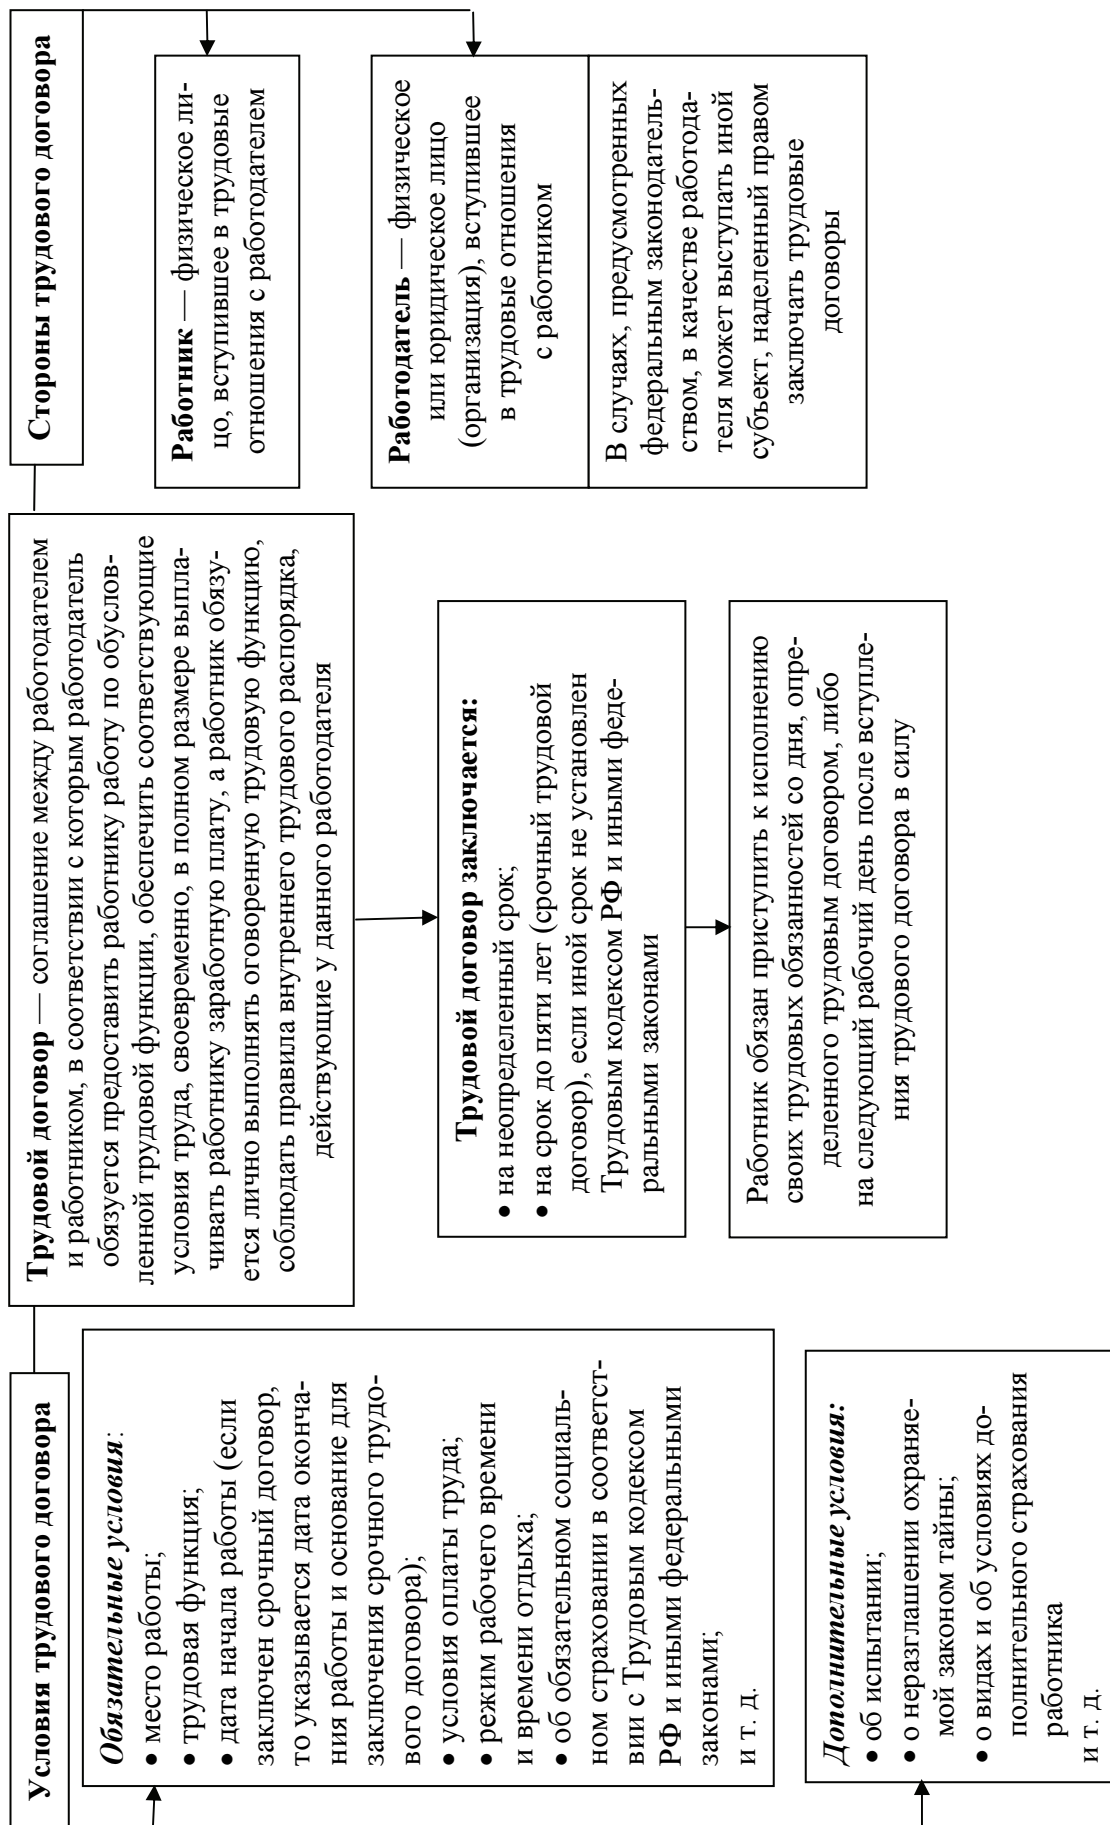 Условия трудового договора
Обязательные условия:
• место работы;
• трудовая функция;
• дата начала работы (если
заключен срочный договор,
то указывается дата оконча-
ния работы и основание для
заключения срочного трудо-
вого договора);
• условия оплаты труда;
• режим рабочего времени
и времени отдыха;
• об обязательном социаль-
ном страховании в соответст-
вии с Трудовым кодексом
РФ и иными федеральными
законами;
и т. д.
Дополнительные условия:
• об испытании;
• о неразглашении охраняе-
мой законом тайны;
• о видах и об условиях до-
полнительного страхования
работника
и т. д.
Трудовой договор — соглашение между работодателем
и работником, в соответствии с которым работодатель
обязуется предоставить работнику работу по обуслов-
ленной трудовой функции, обеспечить соответствующие
условия труда, своевременно, в полном размере выпла-
чивать работнику заработную плату, а работник обязу-
ется лично выполнять оговоренную трудовую функцию,
соблюдать правила внутреннего трудового распорядка,
действующие у данного работодателя
Трудовой договор заключается:
• на неопределенный срок;
• на срок до пяти лет (срочный трудовой
договор), если иной срок не установлен
Трудовым кодексом РФ и иными феде-
ральными законами
Работник обязан приступить к исполнению
своих трудовых обязанностей со дня, опре-
деленного трудовым договором, либо
на следующий рабочий день после вступле-
ния трудового договора в силу
Стороны трудового договора
Работник — физическое ли-
цо, вступившее в трудовые
отношения с работодателем
Работодатель — физическое
или юридическое лицо
(организация), вступившее
в трудовые отношения
с работником
В случаях, предусмотренных
федеральным законодатель-
ством, в качестве работода-
теля может выступать иной
субъект, наделенный правом
заключать трудовые
договоры